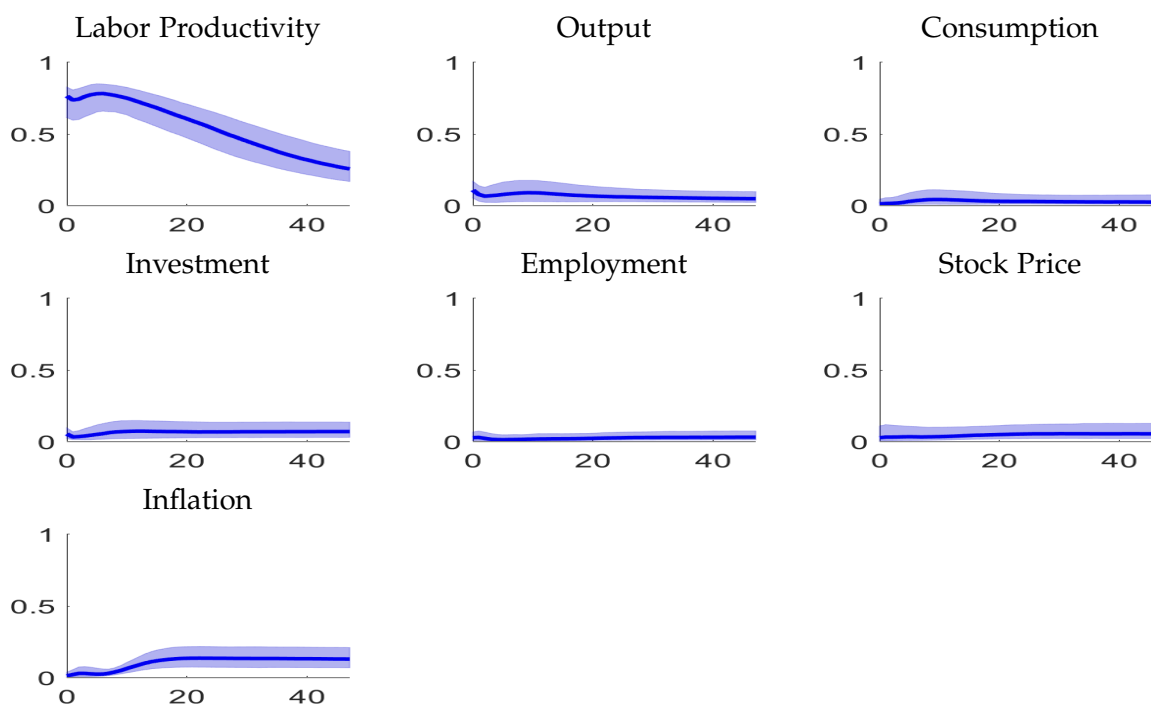 Labor Productivity Output Consumption
1 1 1
0.5 0.5 0.5
0 0 0
0 20 40 0 20 40 0 20 40
Investment Employment Stock Price
1 1 1
0.5 0.5 0.5
0 0 0
0 20 40 0 20 40 0 20 40
Inflation
1
0.5
0
0 20 40